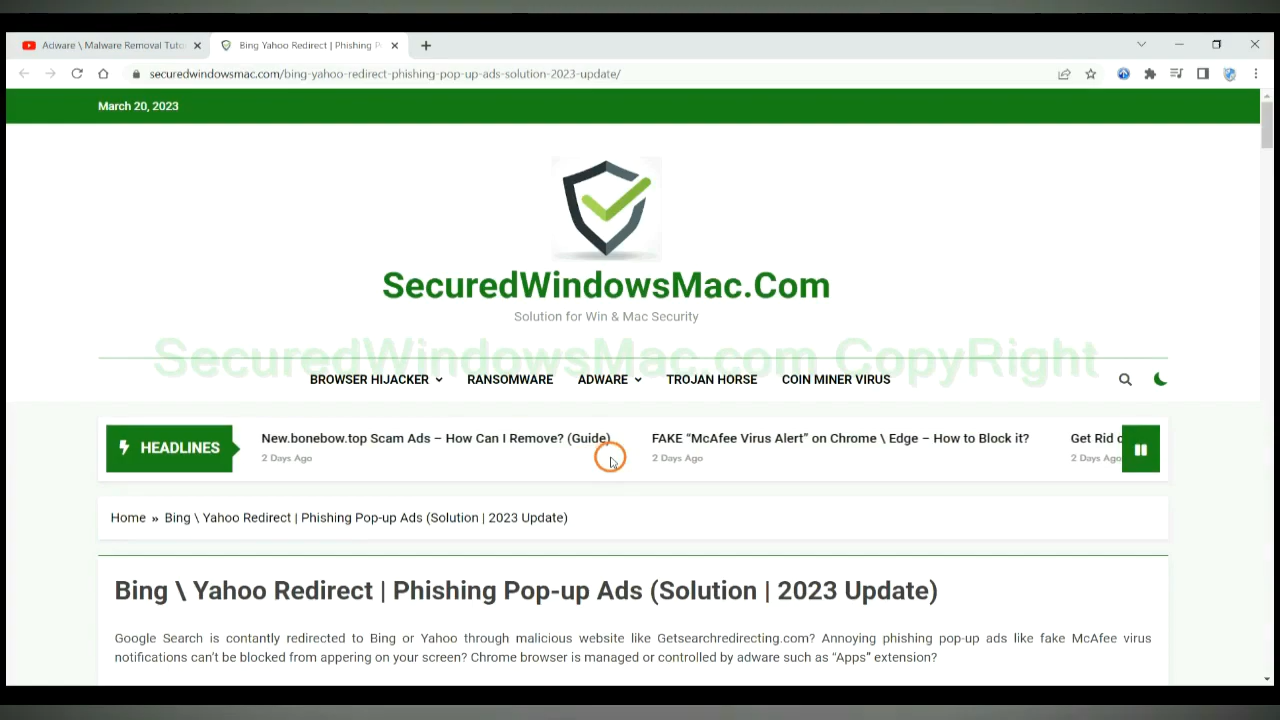 Adware \ Malware Removal Tuto
Bing Yahoo Redirect | Phishing P
securedwindowsmac.com/bing-yahoo-redirect-phishing-pop-up-ads-solution-2023-update/
March 20, 2023
SecuredWindowsMac.Com
Solution for Win & Mac Security
SecuredWindowsMac.com CopyRight
BROWSER HIJACKER RANSOMWARE ADWARE TROJAN HORSE COIN MINER VIRUS
HEADLINES
New.bonebow.top Scam Ads – How Can I Remove? (Guide)
2 Days Ago
FAKE “McAfee Virus Alert” on Chrome \ Edge – How to Block it?
2 Days Ago
Get Rid o
2 Days Ago
Home » Bing \ Yahoo Redirect | Phishing Pop-up Ads (Solution | 2023 Update)
Bing \ Yahoo Redirect | Phishing Pop-up Ads (Solution | 2023 Update)
Google Search is contantly redirected to Bing or Yahoo through malicious website like Getsearchredirecting.com? Annoying phishing pop-up ads like fake McAfee virus
notifications can’t be blocked from appering on your screen? Chrome browser is managed or controlled by adware such as “Apps” extension?